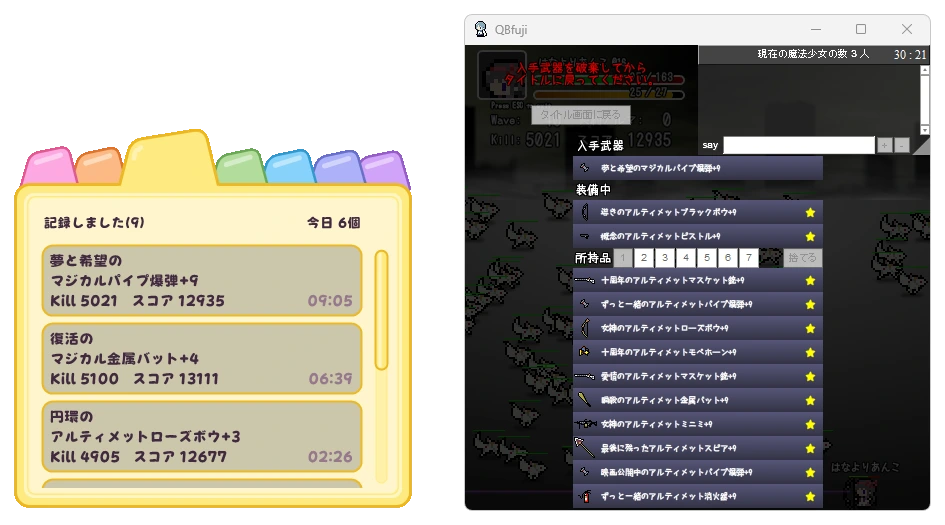 記録しました(9)
今日 6個
夢と希望の
マジカルパイプ爆弾+9
Kill 5021 スコア 12935
09:05
復活の
マジカル金属バット+4
Kill 5100 スコア 13111
06:39
円環の
アルティメットローズボウ+3
Kill 4905 スコア 12677
02:26
QBfuji
現在の魔法少女の数 3 人
30 : 21
入手武器を破棄してから
タイトルに戻ってください。
25 / 27
タイトル画面に戻る
Wave:
0
Kill: 5021 スコア 12935
say
+
-
入手武器
夢と希望のマジカルパイプ爆弾+9
装備中
導きのアルティメットブラックボウ+9
概念のアルティメットピストル+9
所持品
1
2
3
4
5
6
7
捨てる
十周年のアルティメットマスケット銃+9
ずっと一緒のアルティメットパイプ爆弾+9
女神のアルティメットローズボウ+9
十周年のアルティメットモベホーン+9
愛情のアルティメットマスケット銃+9
瞬殺のアルティメット金属バット+9
女神のアルティメットミニミ+9
最後に残ったアルティメットスピア+9
映画公開中のアルティメットパイプ爆弾+9
ずっと一緒のアルティメット消火器+9
はなよりあんこ